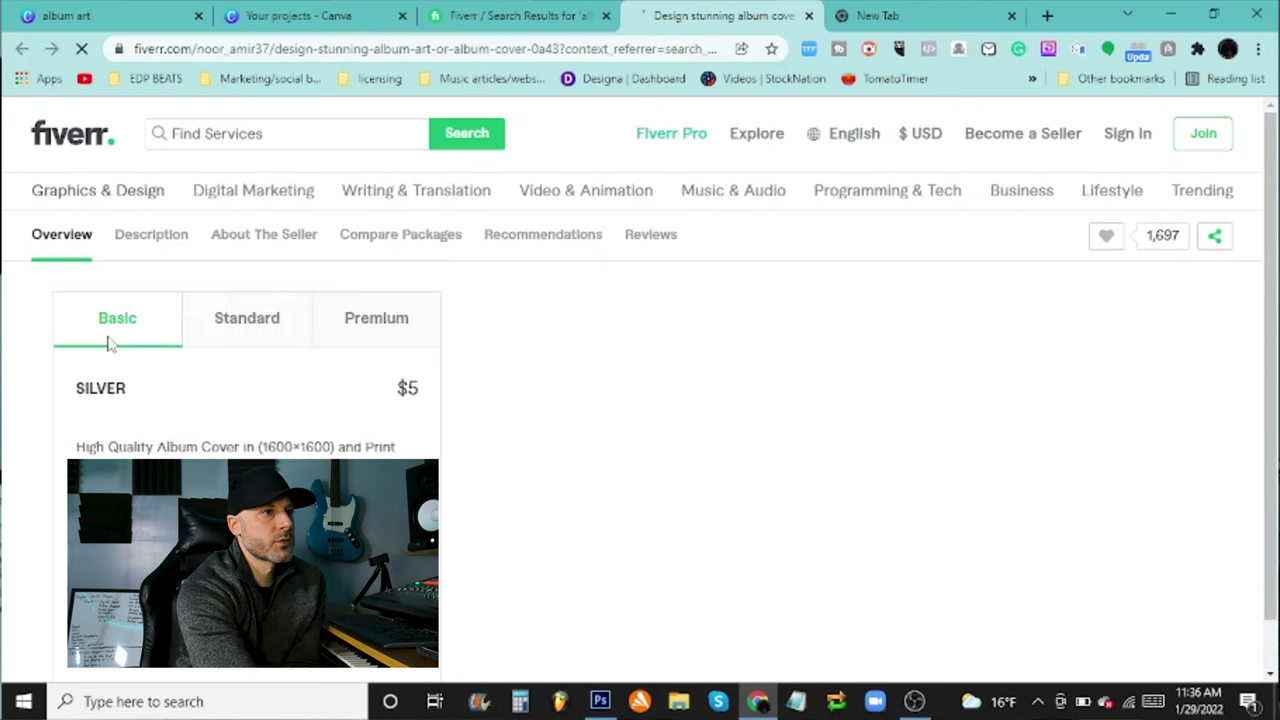 album art
Your projects - Canva
Fiverr / Search Results for 'al
Design stunning album cove
New Tab
fiverr.com/noor_amir37/design-stunning-album-art-or-album-cover-0a43?context_referrer=search_...
Upda
Apps
EDP BEATS
Marketing/social b...
licensing
Music articles/webs...
Designa | Dashboard
Videos | StockNation
TomatoTimer
»
Other bookmarks
Reading list
fiverr.
Find Services
Search
Fiverr Pro
Explore
English
$ USD
Become a Seller
Sign In
Join
Graphics & Design
Digital Marketing
Writing & Translation
Video & Animation
Music & Audio
Programming & Tech
Business
Lifestyle
Trending
Overview
Description
About The Seller
Compare Packages
Recommendations
Reviews
1,697
Basic
Standard
Premium
SILVER
$5
High Quality Album Cover in (1600×1600) and Print
Type here to search
Ps
16°F
11:36 AM
1/29/2022
1